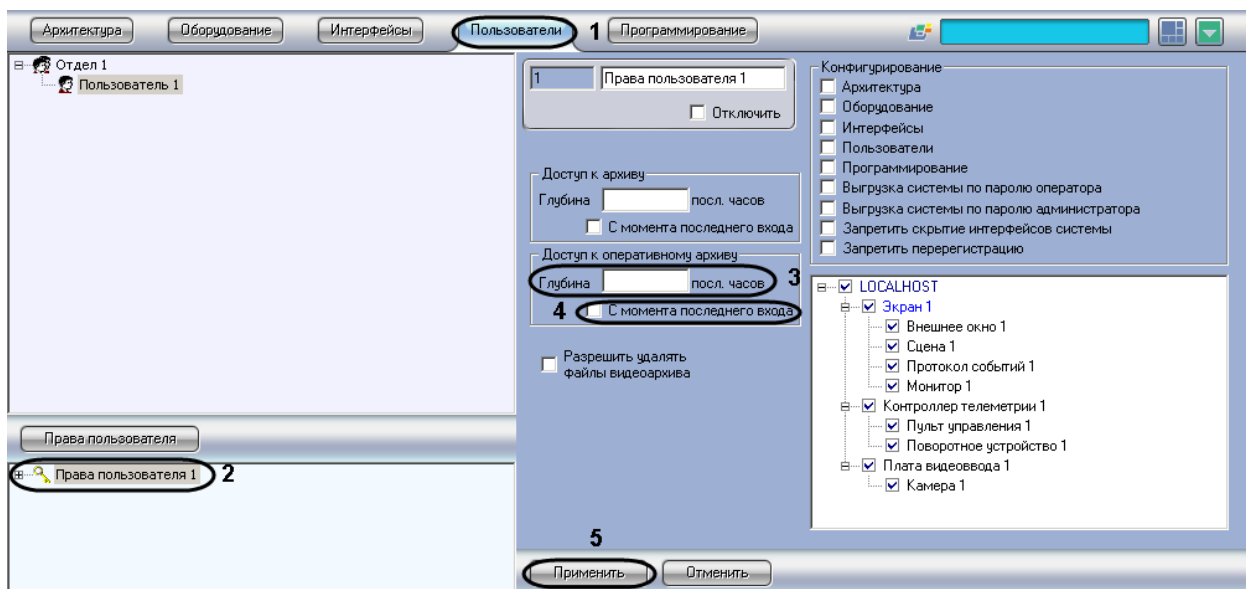 Архитектура Оборудование Интерфейсы Пользователи 1 Программирование
Отдел 1
Пользователь 1
Права пользователя
Права пользователя 1 2
1 Права пользователя 1
Отключить
Доступ к архиву
Глубина посл. часов
С момента последнего входа
Доступ к оперативному архиву
Глубина посл. часов 3
4 С момента последнего входа
Разрешить удалять
файлы видеоархива
Конфигурирование
Архитектура
Оборудование
Интерфейсы
Пользователи
Программирование
Выгрузка системы по паролю оператора
Выгрузка системы по паролю администратора
Запретить скрытие интерфейсов системы
Запретить перерегистрацию
LOCALHOST
Экран 1
Внешнее окно 1
Сцена 1
Протокол событий 1
Монитор 1
Контроллер телеметрии 1
Пульт управления 1
Поворотное устройство 1
Плата видеоввода 1
Камера 1
5
Применить Отменить